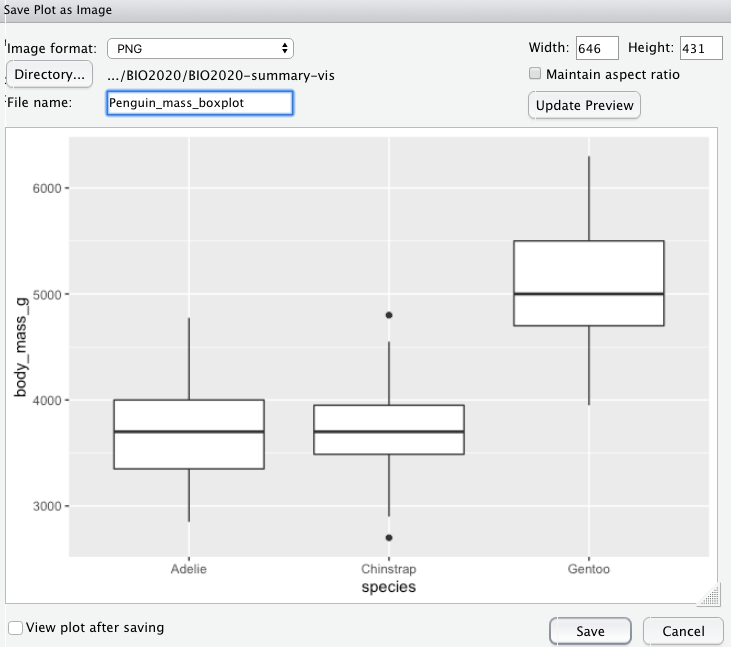 Save Plot as Image
Image format: PNG
Width: 646 Height: 431
Directory... .../BIO2020/BIO2020-summary-vis
Maintain aspect ratio
File name: Penguin_mass_boxplot
Update Preview
6000
5000
4000
3000
body_mass_g
Adelie Chinstrap Gentoo
species
View plot after saving
Save Cancel